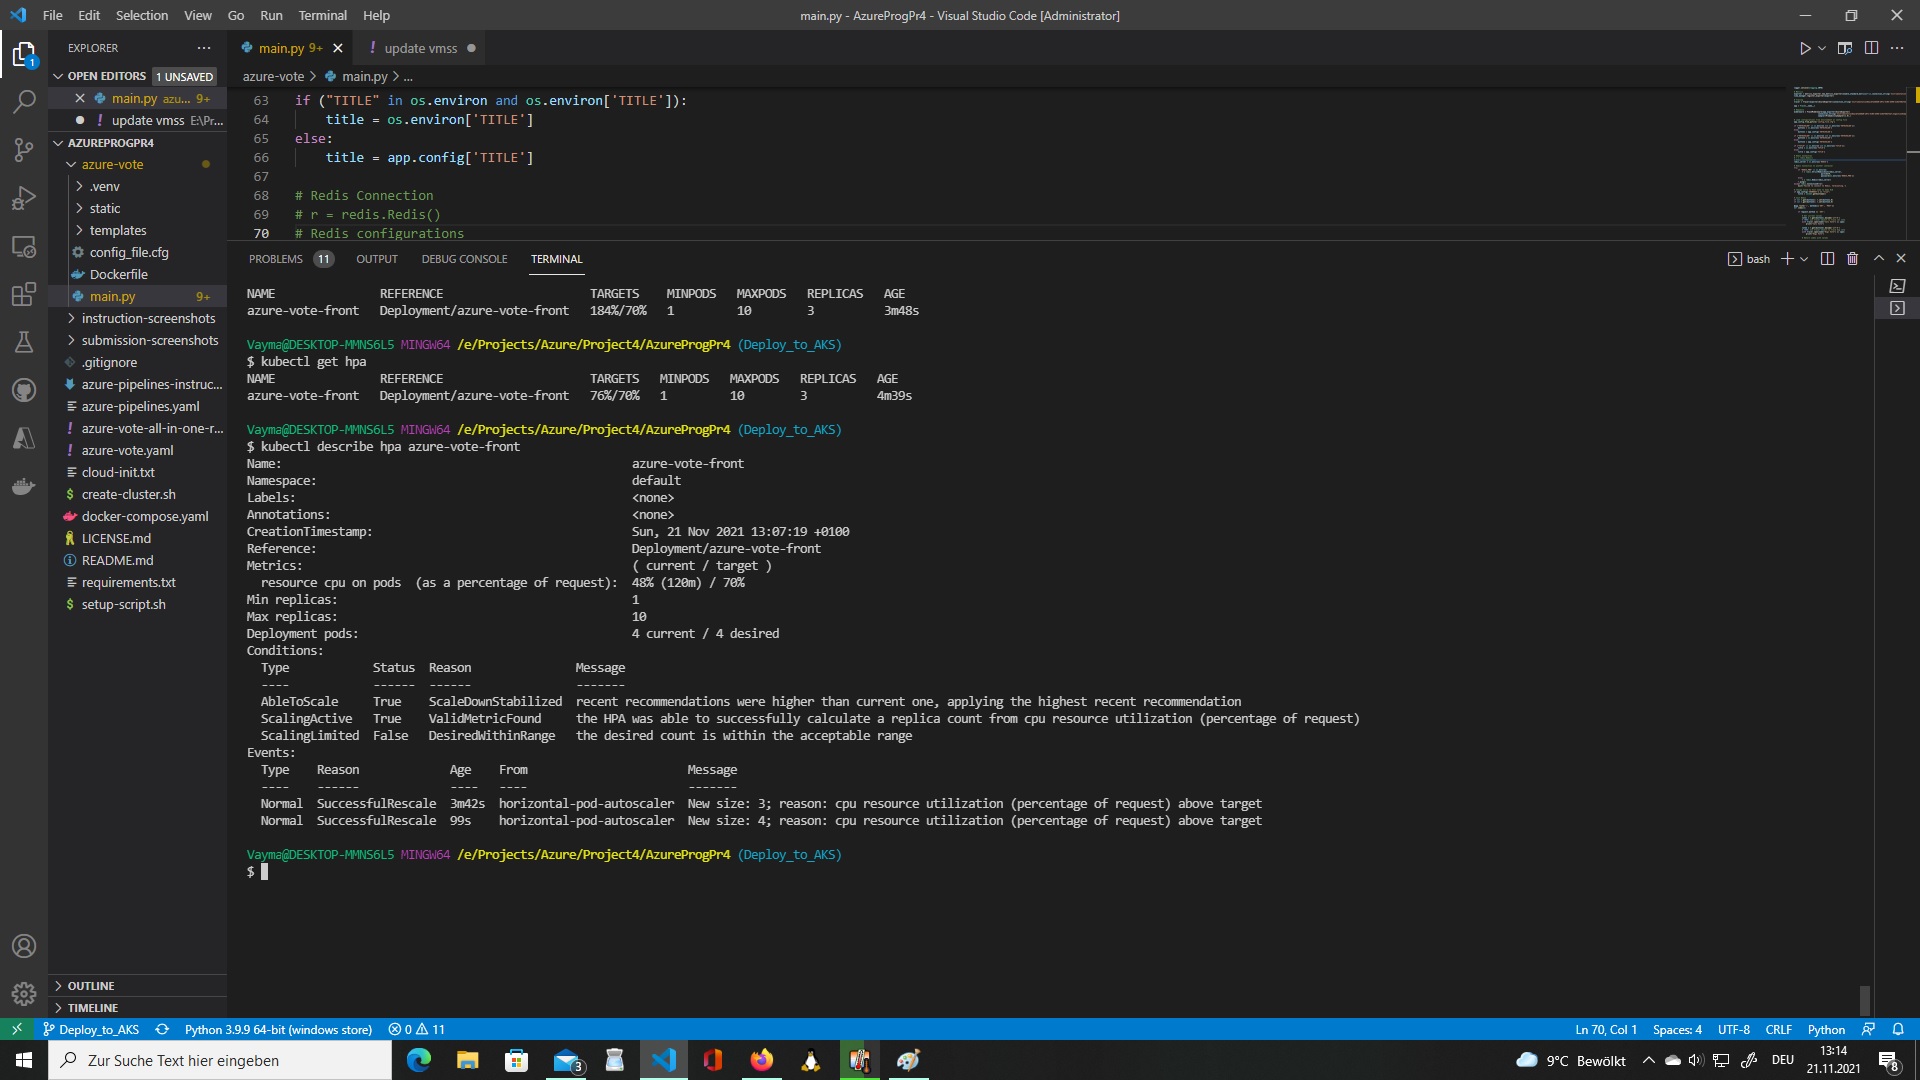 File Edit Selection View Go Run Terminal Help
main.py - AzureProgPr4 - Visual Studio Code [Administrator]
EXPLORER
OPEN EDITORS 1 UNSAVED
main.py azu... 9+
update vmss E:\Pr...
AZUREPROGPR4
azure-vote
.venv
static
templates
config_file.cfg
Dockerfile
main.py 9+
instruction-screenshots
submission-screenshots
.gitignore
azure-pipelines-instruc...
azure-pipelines.yaml
azure-vote-all-in-one-r...
azure-vote.yaml
cloud-init.txt
create-cluster.sh
docker-compose.yaml
LICENSE.md
README.md
requirements.txt
setup-script.sh
OUTLINE
TIMELINE
main.py 9+
update vmss
azure-vote > main.py > ...
63 if ("TITLE" in os.environ and os.environ['TITLE']):
64 title = os.environ['TITLE']
65 else:
66 title = app.config['TITLE']
67
68 # Redis Connection
69 # r = redis.Redis()
70 # Redis configurations
PROBLEMS 11 OUTPUT DEBUG CONSOLE TERMINAL
bash
NAME REFERENCE TARGETS MINPODS MAXPODS REPLICAS AGE
azure-vote-front Deployment/azure-vote-front 184%/70% 1 10 3 3m48s
Vayma@DESKTOP-MMNS6L5 MINGW64 /e/Projects/Azure/Project4/AzureProgPr4 (Deploy_to_AKS)
$ kubectl get hpa
NAME REFERENCE TARGETS MINPODS MAXPODS REPLICAS AGE
azure-vote-front Deployment/azure-vote-front 76%/70% 1 10 3 4m39s
Vayma@DESKTOP-MMNS6L5 MINGW64 /e/Projects/Azure/Project4/AzureProgPr4 (Deploy_to_AKS)
$ kubectl describe hpa azure-vote-front
Name: azure-vote-front
Namespace: default
Labels: <none>
Annotations: <none>
CreationTimestamp: Sun, 21 Nov 2021 13:07:19 +0100
Reference: Deployment/azure-vote-front
Metrics: ( current / target )
resource cpu on pods (as a percentage of request): 48% (120m) / 70%
Min replicas: 1
Max replicas: 10
Deployment pods: 4 current / 4 desired
Conditions:
Type Status Reason Message
---- ------ ------ -------
AbleToScale True ScaleDownStabilized recent recommendations were higher than current one, applying the highest recent recommendation
ScalingActive True ValidMetricFound the HPA was able to successfully calculate a replica count from cpu resource utilization (percentage of request)
ScalingLimited False DesiredWithinRange the desired count is within the acceptable range
Events:
Type Reason Age From Message
---- ------ ---- ---- -------
Normal SuccessfulRescale 3m42s horizontal-pod-autoscaler New size: 3; reason: cpu resource utilization (percentage of request) above target
Normal SuccessfulRescale 99s horizontal-pod-autoscaler New size: 4; reason: cpu resource utilization (percentage of request) above target
Vayma@DESKTOP-MMNS6L5 MINGW64 /e/Projects/Azure/Project4/AzureProgPr4 (Deploy_to_AKS)
$
Deploy_to_AKS Python 3.9.9 64-bit (windows store) 0 11
Ln 70, Col 1 Spaces: 4 UTF-8 CRLF Python
Zur Suche Text hier eingeben
3
9°C Bewölkt
DEU
13:14
21.11.2021
8